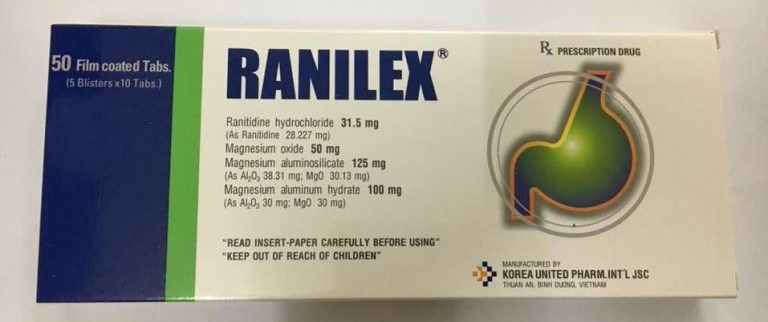 50 Film coated Tabs.
(5 Blisters x10 Tabs.)
RANILEX®
Rx PRESCRIPTION DRUG
Ranitidine hydrochloride 31.5 mg
(As Ranitidine 28.227 mg)
Magnesium oxide 50 mg
Magnesium aluminosilicate 125 mg
(As Al₂O₃ 38.31 mg; MgO 30.13 mg)
Magnesium aluminum hydrate 100 mg
(As Al₂O₃ 30 mg; MgO 30 mg)
"READ INSERT-PAPER CAREFULLY BEFORE USING"
"KEEP OUT OF REACH OF CHILDREN"
MANUFACTURED BY
KOREA UNITED PHARM. INT'L JSC
THUAN AN, BINH DUONG, VIETNAM